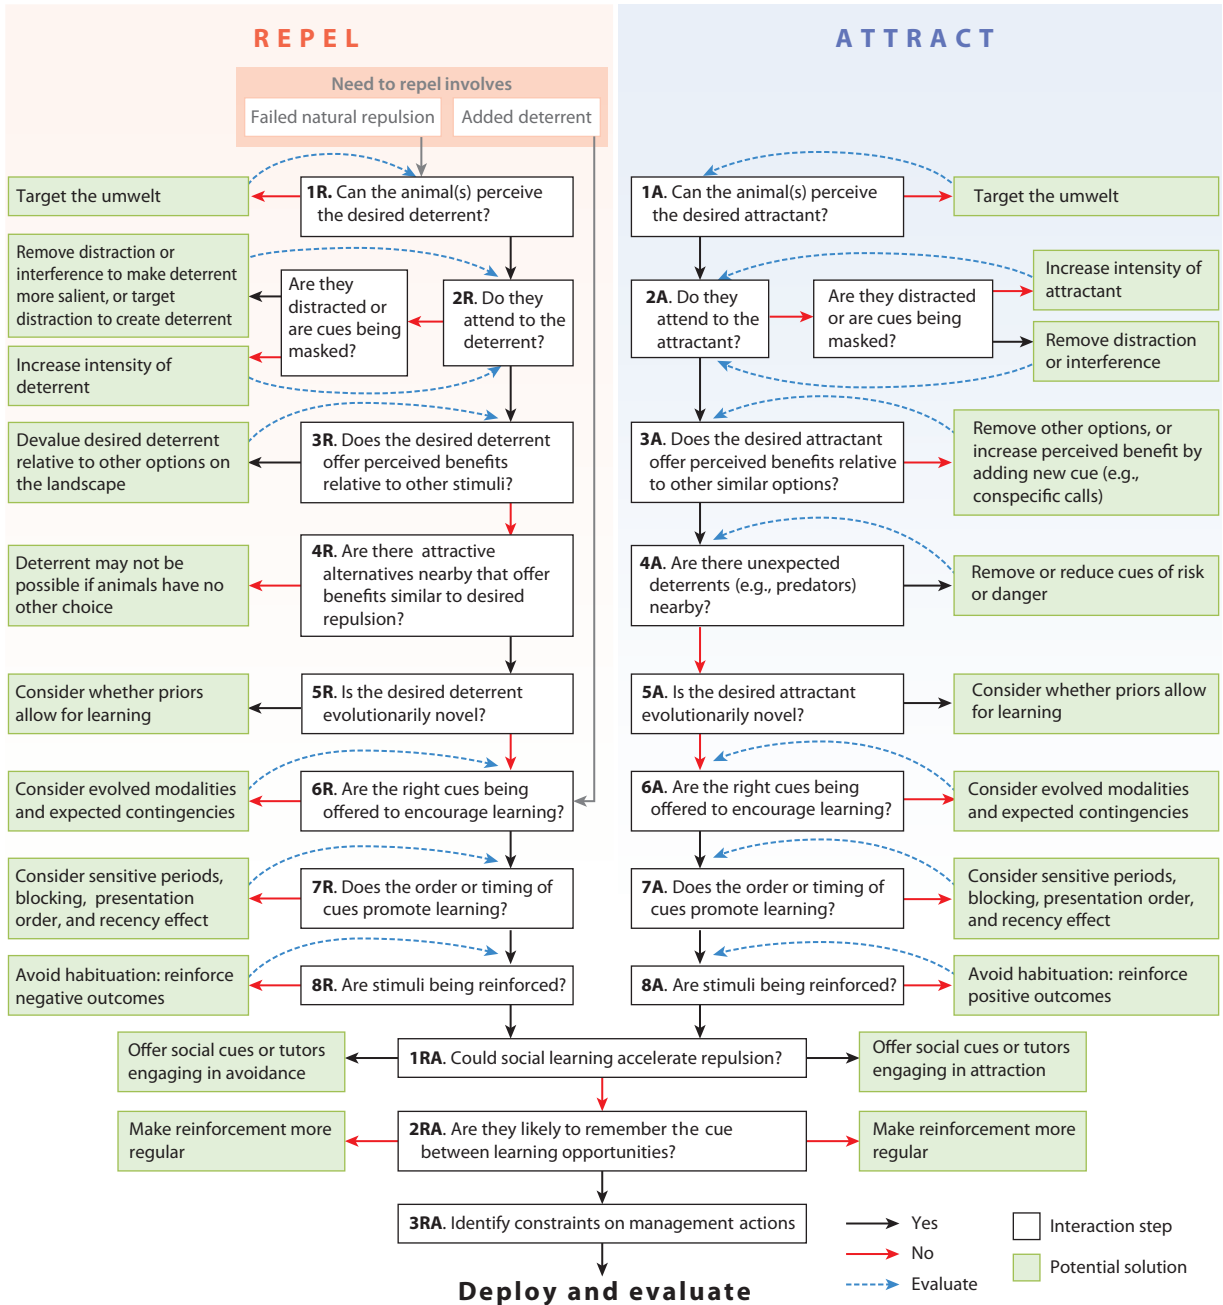 REPEL
Need to repel involves
Failed natural repulsion
Added deterrent
Target the umwelt
1R. Can the animal(s) perceive
the desired deterrent?
Remove distraction or
interference to make deterrent
more salient, or target
distraction to create deterrent
Are they
distracted or
are cues being
masked?
2R. Do they
attend to the
deterrent?
Increase intensity of
deterrent
Devalue desired deterrent
relative to other options on
the landscape
3R. Does the desired deterrent
offer perceived benefits
relative to other stimuli?
Deterrent may not be
possible if animals have no
other choice
4R. Are there attractive
alternatives nearby that offer
benefits similar to desired
repulsion?
Consider whether priors
allow for learning
5R. Is the desired deterrent
evolutionarily novel?
Consider evolved modalities
and expected contingencies
6R. Are the right cues being
offered to encourage learning?
Consider sensitive periods,
blocking, presentation
order, and recency effect
7R. Does the order or timing of
cues promote learning?
Avoid habituation: reinforce
negative outcomes
8R. Are stimuli being reinforced?
ATTRACT
1A. Can the animal(s) perceive
the desired attractant?
Target the umwelt
2A. Do they
attend to the
attractant?
Are they distracted
or are cues being
masked?
Increase intensity of
attractant
Remove distraction
or interference
3A. Does the desired attractant
offer perceived benefits relative
to other similar options?
Remove other options, or
increase perceived benefit by
adding new cue (e.g.,
conspecific calls)
4A. Are there unexpected
deterrents (e.g., predators)
nearby?
Remove or reduce cues of risk
or danger
5A. Is the desired attractant
evolutionarily novel?
Consider whether priors allow
for learning
6A. Are the right cues being
offered to encourage learning?
Consider evolved modalities
and expected contingencies
7A. Does the order or timing of
cues promote learning?
Consider sensitive periods,
blocking, presentation order,
and recency effect
8A. Are stimuli being reinforced?
Avoid habituation: reinforce
positive outcomes
Offer social cues or tutors
engaging in avoidance
1RA. Could social learning accelerate repulsion?
Offer social cues or tutors
engaging in attraction
Make reinforcement more
regular
2RA. Are they likely to remember the cue
between learning opportunities?
Make reinforcement more
regular
3RA. Identify constraints on management actions
Deploy and evaluate
Yes
No
Evaluate
Interaction step
Potential solution